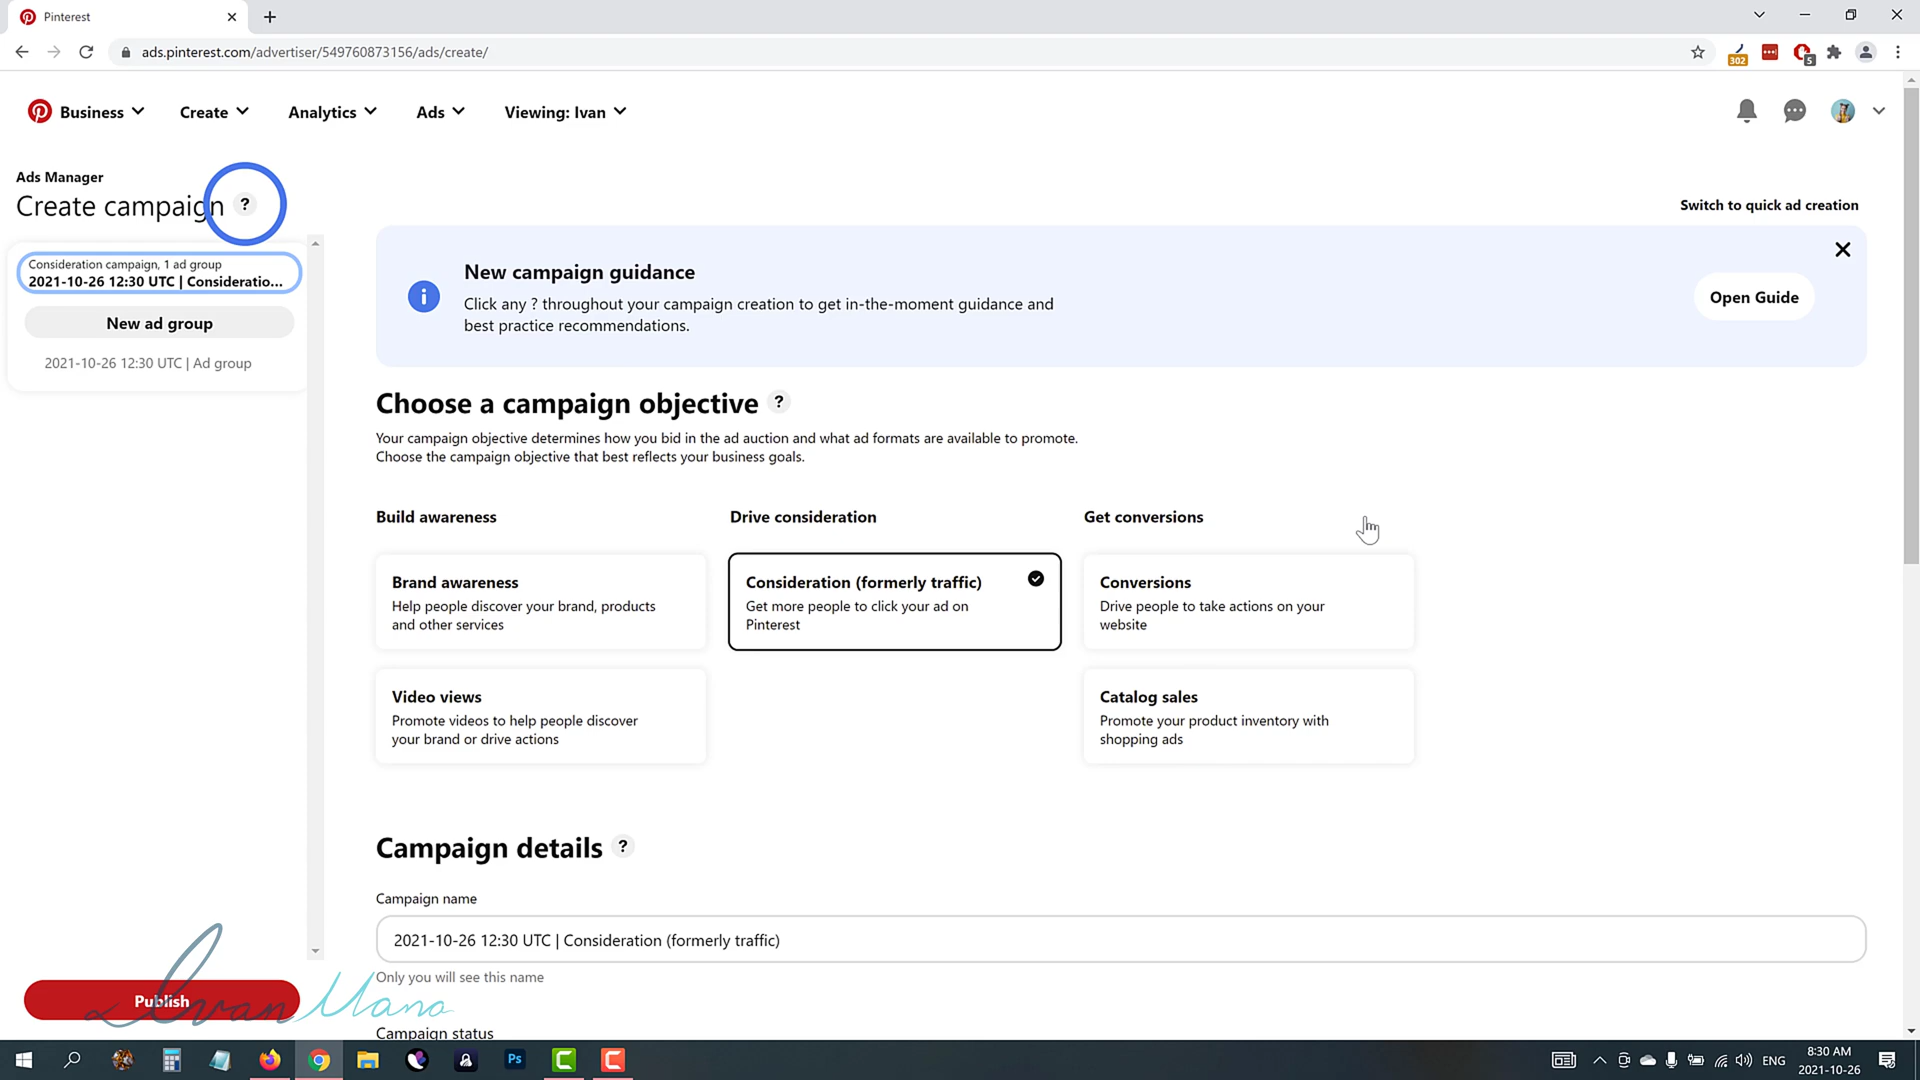 Pinterest
ads.pinterest.com/advertiser/549760873156/ads/create/
302
5
Business
Create
Analytics
Ads
Viewing: Ivan
Ads Manager
Create campaign ?
Switch to quick ad creation
Consideration campaign, 1 ad group
2021-10-26 12:30 UTC | Consideratio...
New ad group
2021-10-26 12:30 UTC | Ad group
New campaign guidance
Click any ? throughout your campaign creation to get in-the-moment guidance and
best practice recommendations.
Open Guide
Choose a campaign objective ?
Your campaign objective determines how you bid in the ad auction and what ad formats are available to promote.
Choose the campaign objective that best reflects your business goals.
Build awareness
Drive consideration
Get conversions
Brand awareness
Help people discover your brand, products
and other services
Consideration (formerly traffic)
Get more people to click your ad on
Pinterest
Conversions
Drive people to take actions on your
website
Video views
Promote videos to help people discover
your brand or drive actions
Catalog sales
Promote your product inventory with
shopping ads
Campaign details ?
Campaign name
2021-10-26 12:30 UTC | Consideration (formerly traffic)
Only you will see this name
Campaign status
Publish
Ivan Mana
Ps
ENG
8:30 AM
2021-10-26